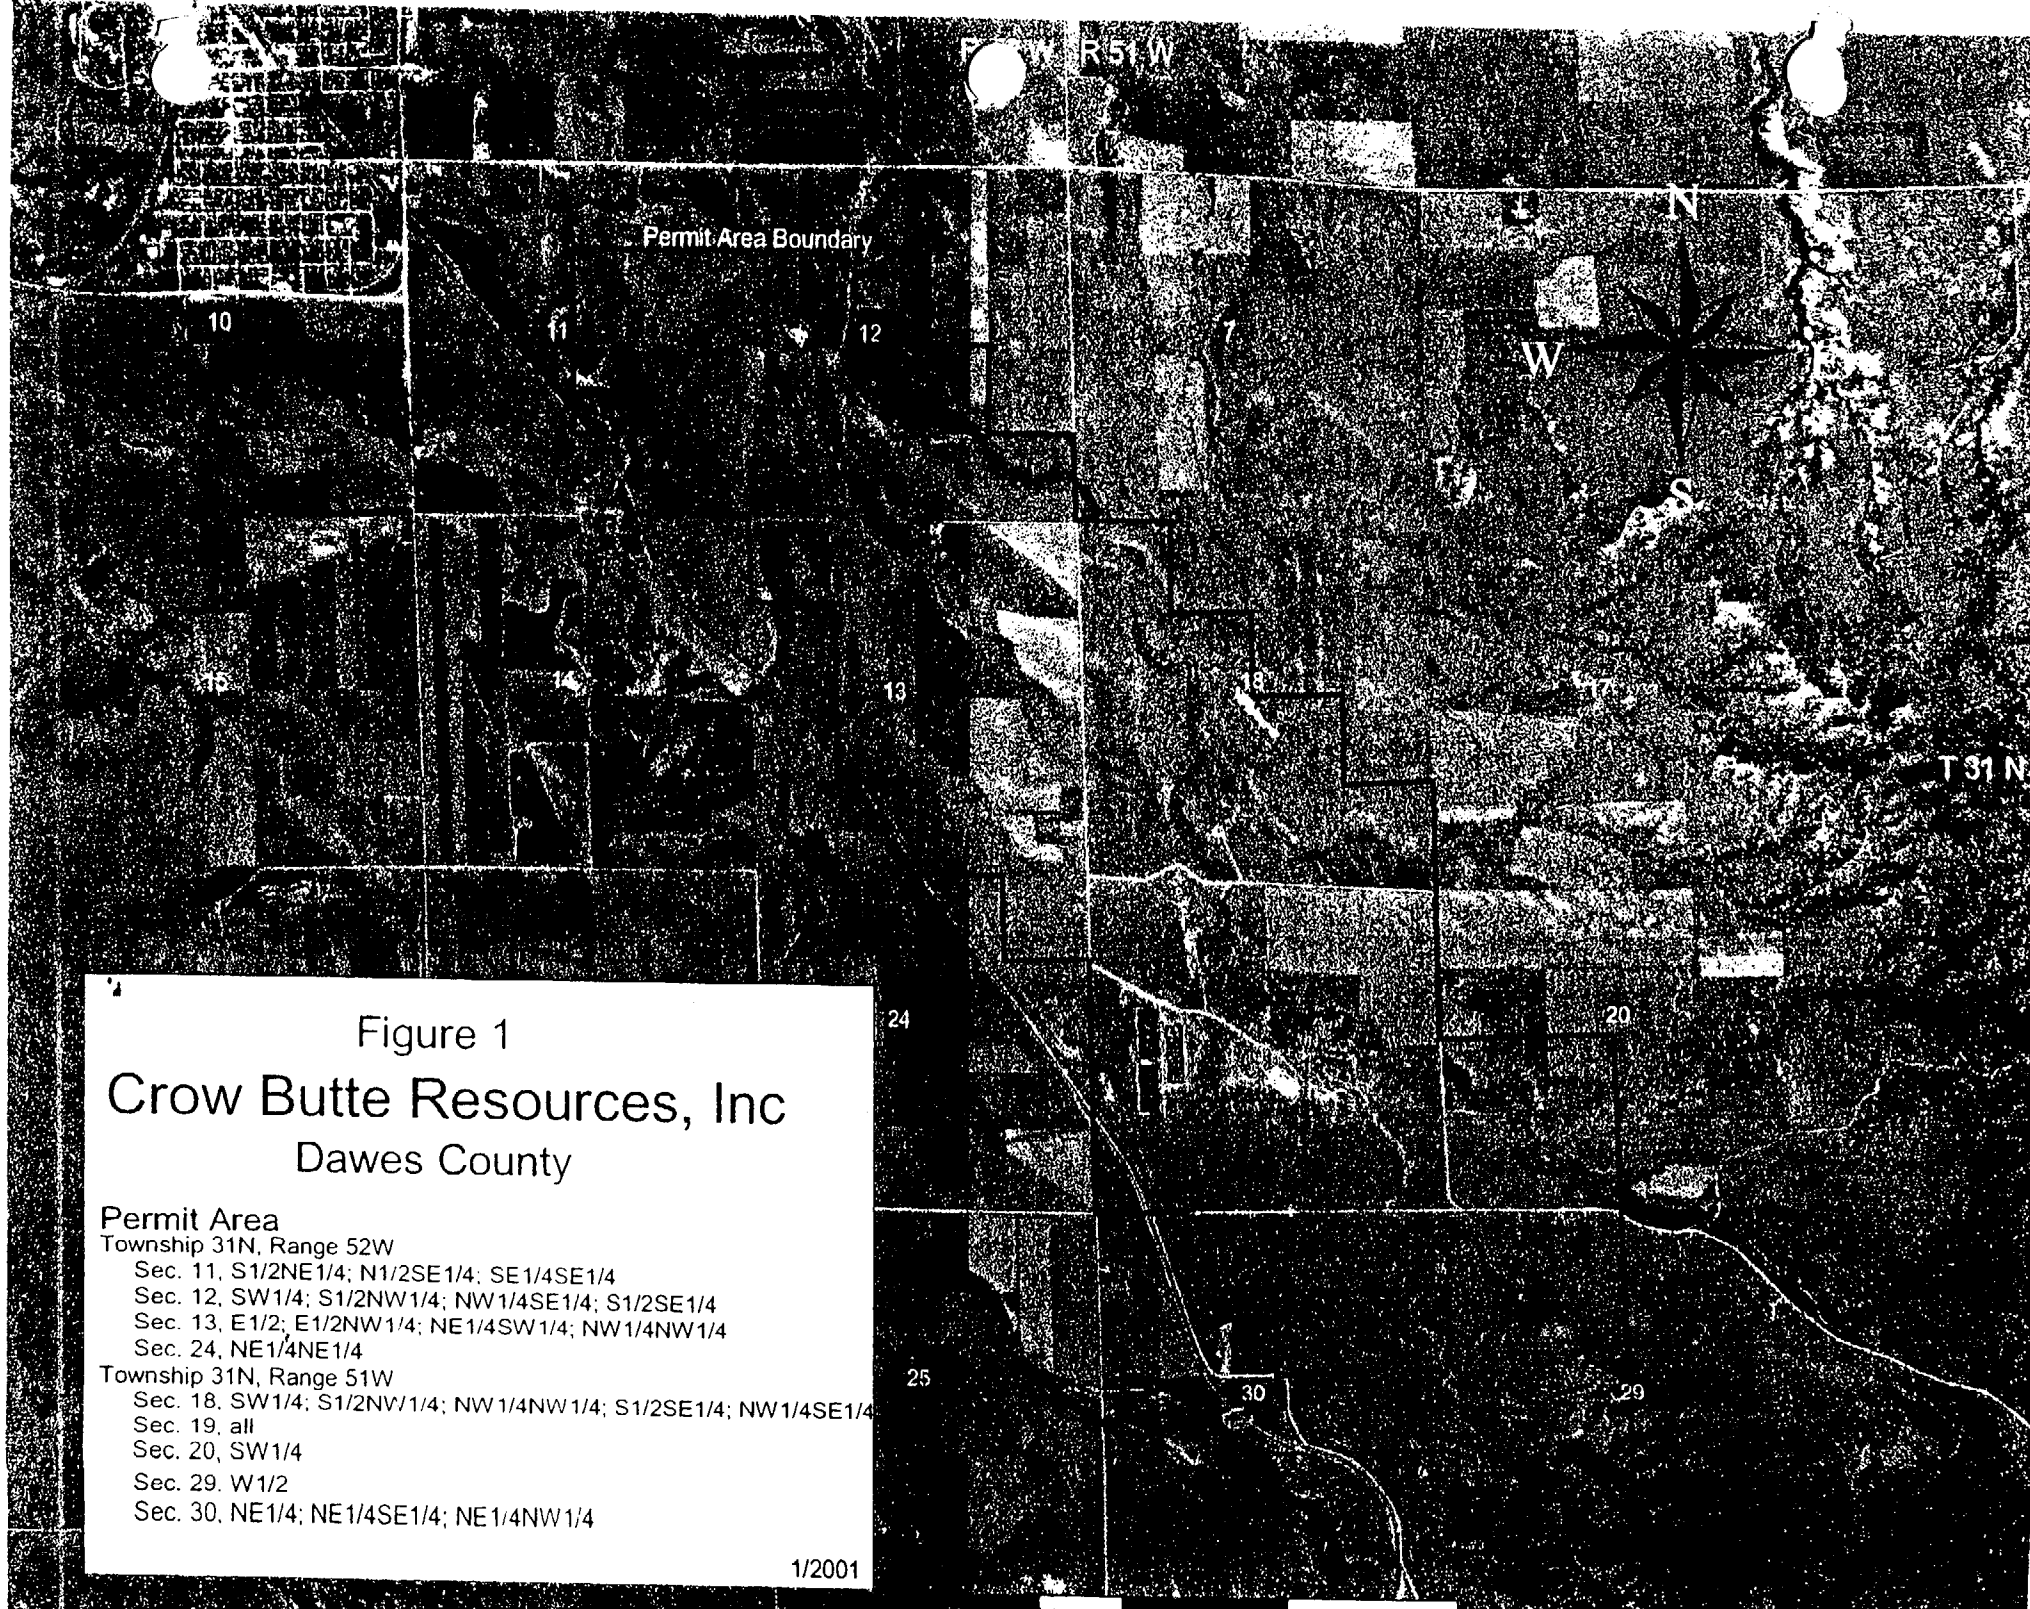 W R 51 W
N
Permit Area Boundary
10
11
12
7
W
E
S
15
14
13
18
17
T 31 N
24
20
Figure 1
Crow Butte Resources, Inc
Dawes County
Permit Area
Township 31N, Range 52W
Sec. 11, S1/2NE1/4; N1/2SE1/4; SE1/4SE1/4
Sec. 12, SW1/4; S1/2NW1/4; NW1/4SE1/4; S1/2SE1/4
Sec. 13, E1/2; E1/2NW1/4; NE1/4SW1/4; NW1/4NW1/4
Sec. 24, NE1/4NE1/4
Township 31N, Range 51W
Sec. 18, SW1/4; S1/2NW1/4; NW1/4NW1/4; S1/2SE1/4; NW1/4SE1/4
Sec. 19, all
Sec. 20, SW1/4
Sec. 29. W1/2
Sec. 30, NE1/4; NE1/4SE1/4; NE1/4NW1/4
1/2001
25
30
29